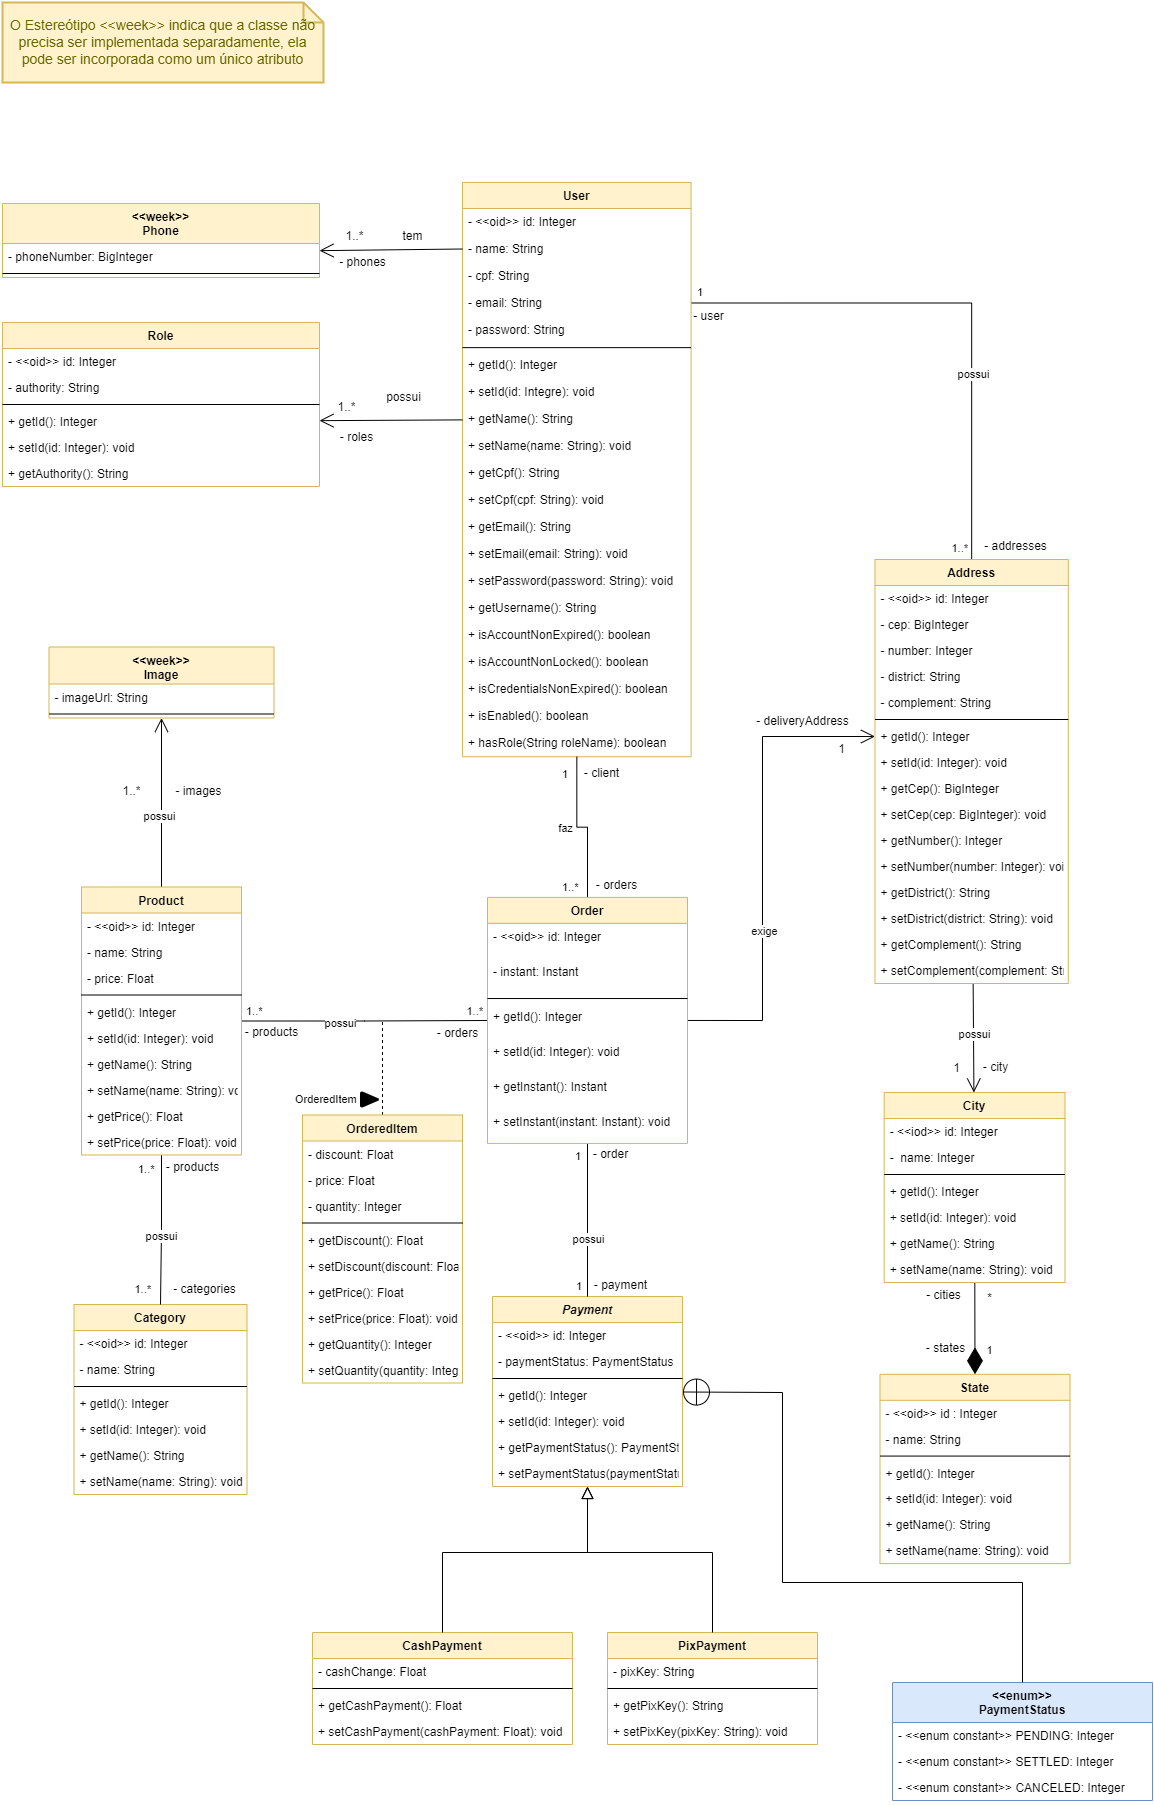 O Estereótipo <<week>> indica que a classe não
precisa ser implementada separadamente, ela
pode ser incorporada como um único atributo
<<week>>
Phone
- phoneNumber: BigInteger
1..*
tem
- phones
User
- <<oid>> id: Integer
- name: String
- cpf: String
- email: String
- password: String
+ getId(): Integer
+ setId(id: Integre): void
+ getName(): String
+ setName(name: String): void
+ getCpf(): String
+ setCpf(cpf: String): void
+ getEmail(): String
+ setEmail(email: String): void
+ setPassword(password: String): void
+ getUsername(): String
+ isAccountNonExpired(): boolean
+ isAccountNonLocked(): boolean
+ isCredentialsNonExpired(): boolean
+ isEnabled(): boolean
+ hasRole(String roleName): boolean
Role
- <<oid>> id: Integer
- authority: String
+ getId(): Integer
+ setId(id: Integer): void
+ getAuthority(): String
possui
1..*
- roles
1
- user
possui
1..*
- addresses
Address
- <<oid>> id: Integer
- cep: BigInteger
- number: Integer
- district: String
- complement: String
+ getId(): Integer
+ setId(id: Integer): void
+ getCep(): BigInteger
+ setCep(cep: BigInteger): void
+ getNumber(): Integer
+ setNumber(number: Integer): voi
+ getDistrict(): String
+ setDistrict(district: String): void
+ getComplement(): String
+ setComplement(complement: Stri
<<week>>
Image
- imageUrl: String
1..*
- images
possui
- deliveryAddress
1
exige
1
- client
faz
1..*
- orders
Product
- <<oid>> id: Integer
- name: String
- price: Float
+ getId(): Integer
+ setId(id: Integer): void
+ getName(): String
+ setName(name: String): vo
+ getPrice(): Float
+ setPrice(price: Float): void
Order
- <<oid>> id: Integer
- instant: Instant
+ getId(): Integer
+ setId(id: Integer): void
+ getInstant(): Instant
+ setInstant(instant: Instant): void
1..*
- products
possui
1..*
- orders
OrderedItem
OrderedItem
- discount: Float
- price: Float
- quantity: Integer
+ getDiscount(): Float
+ setDiscount(discount: Floa
+ getPrice(): Float
+ setPrice(price: Float): void
+ getQuantity(): Integer
+ setQuantity(quantity: Integ
possui
1
- city
City
- <<iod>> id: Integer
- name: Integer
+ getId(): Integer
+ setId(id: Integer): void
+ getName(): String
+ setName(name: String): void
1..*
- products
possui
1..*
- categories
Category
- <<oid>> id: Integer
- name: String
+ getId(): Integer
+ setId(id: Integer): void
+ getName(): String
+ setName(name: String): void
1
- order
possui
1
- payment
Payment
- <<oid>> id: Integer
- paymentStatus: PaymentStatus
+ getId(): Integer
+ setId(id: Integer): void
+ getPaymentStatus(): PaymentSt
+ setPaymentStatus(paymentStatu
- cities
*
- states
1
State
- <<oid>> id : Integer
- name: String
+ getId(): Integer
+ setId(id: Integer): void
+ getName(): String
+ setName(name: String): void
CashPayment
- cashChange: Float
+ getCashPayment(): Float
+ setCashPayment(cashPayment: Float): void
PixPayment
- pixKey: String
+ getPixKey(): String
+ setPixKey(pixKey: String): void
<<enum>>
PaymentStatus
- <<enum constant>> PENDING: Integer
- <<enum constant>> SETTLED: Integer
- <<enum constant>> CANCELED: Integer